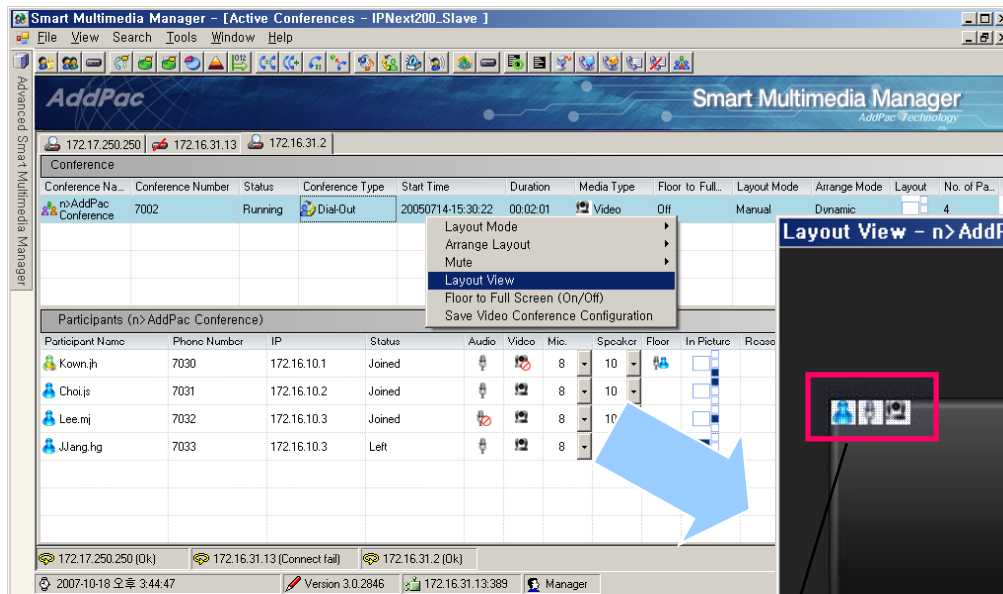 Smart Multimedia Manager - [Active Conferences - IPNext200_Slave ]
File View Search Tools Window Help
Advanced Smart Multimedia Manager
AddPac
Smart Multimedia Manager
AddPac Technology
172.17.250.250 172.16.31.13 172.16.31.2
Conference
Conference Na... Conference Number Status Conference Type Start Time Duration Media Type Floor to Full... Layout Mode Arrange Mode Layout No. of Pa...
n>AddPac Conference 7002 Running Dial-Out 20050714-15:30:22 00:02:01 Video Off Manual Dynamic 4
Layout Mode
Arrange Layout
Mute
Layout View
Floor to Full Screen (On/Off)
Save Video Conference Configuration
Layout View - n>AddP
Participants (n>AddPac Conference)
Participant Name Phone Number IP Status Audio Video Mic. Speaker Floor In Picture Reaso
Kown.jh 7030 172.16.10.1 Joined 8 10
Choi.js 7031 172.16.10.2 Joined 8 10
Lee.mj 7032 172.16.10.3 Joined 8 10
JJang.hg 7033 172.16.10.3 Left 8
172.17.250.250 (Ok) 172.16.31.13 (Connect fail) 172.16.31.2 (Ok)
2007-10-18 오후 3:44:47 Version 3.0.2846 172.16.31.13:389 Manager